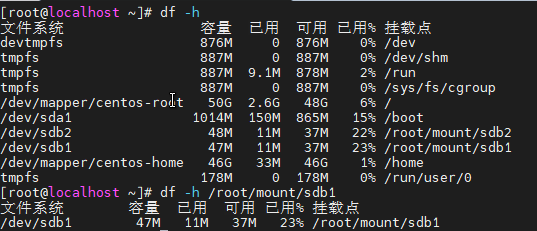 [root@localhost ~]# df -h
文件系统 容量 已用 可用 已用% 挂载点
devtmpfs 876M 0 876M 0% /dev
tmpfs 887M 0 887M 0% /dev/shm
tmpfs 887M 9.1M 878M 2% /run
tmpfs 887M 0 887M 0% /sys/fs/cgroup
/dev/mapper/centos-root 50G 2.6G 48G 6% /
/dev/sda1 1014M 150M 865M 15% /boot
/dev/sdb2 48M 11M 37M 22% /root/mount/sdb2
/dev/sdb1 47M 11M 37M 23% /root/mount/sdb1
/dev/mapper/centos-home 46G 33M 46G 1% /home
tmpfs 178M 0 178M 0% /run/user/0
[root@localhost ~]# df -h /root/mount/sdb1
文件系统 容量 已用 可用 已用% 挂载点
/dev/sdb1 47M 11M 37M 23% /root/mount/sdb1